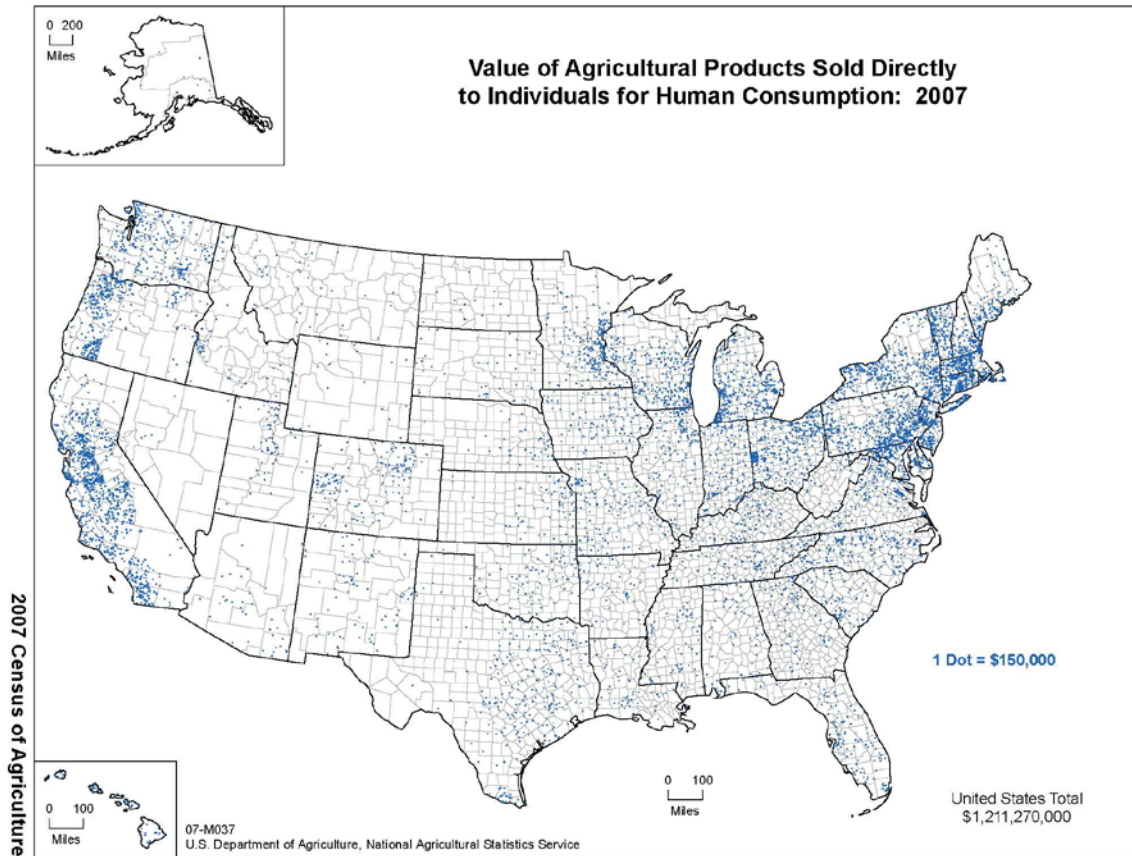 0 200
Miles
Value of Agricultural Products Sold Directly
to Individuals for Human Consumption: 2007
1 Dot = $150,000
United States Total
$1,211,270,000
0 100
Miles
0 100
Miles
07-M037
U.S. Department of Agriculture, National Agricultural Statistics Service
2007 Census of Agriculture